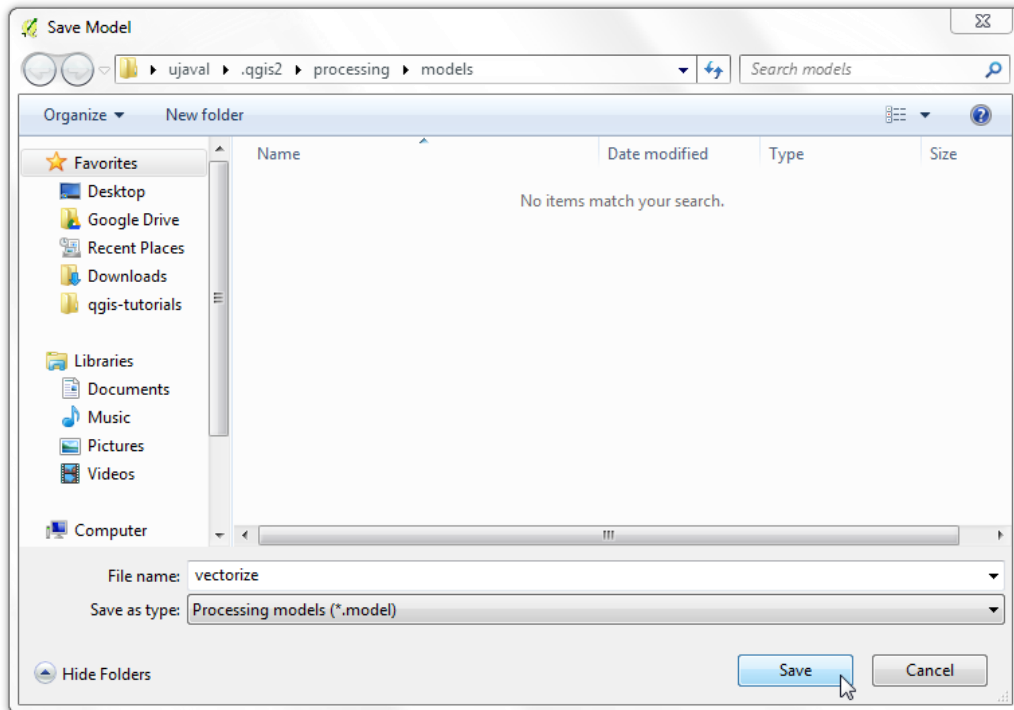 Save Model
ujaval .qgis2 processing models Search models
Organize New folder
Name Date modified Type Size
No items match your search.
Favorites
Desktop
Google Drive
Recent Places
Downloads
qgis-tutorials
Libraries
Documents
Music
Pictures
Videos
Computer
File name: vectorize
Save as type: Processing models (*.model)
Hide Folders Save Cancel